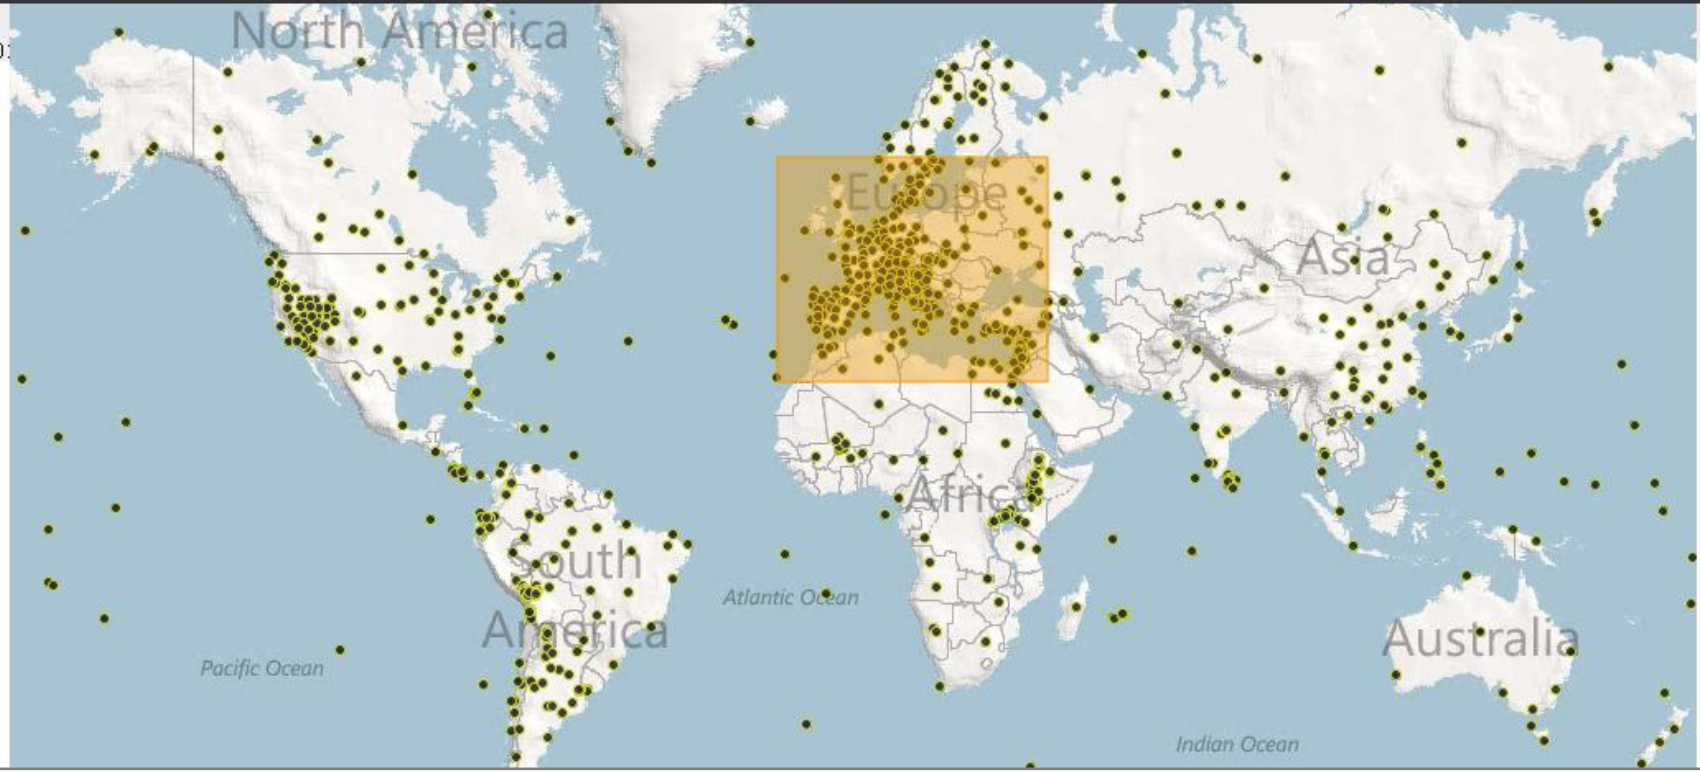 North America
Europe
Asia
Africa
South
America
Atlantic Ocean
Pacific Ocean
Australia
Indian Ocean